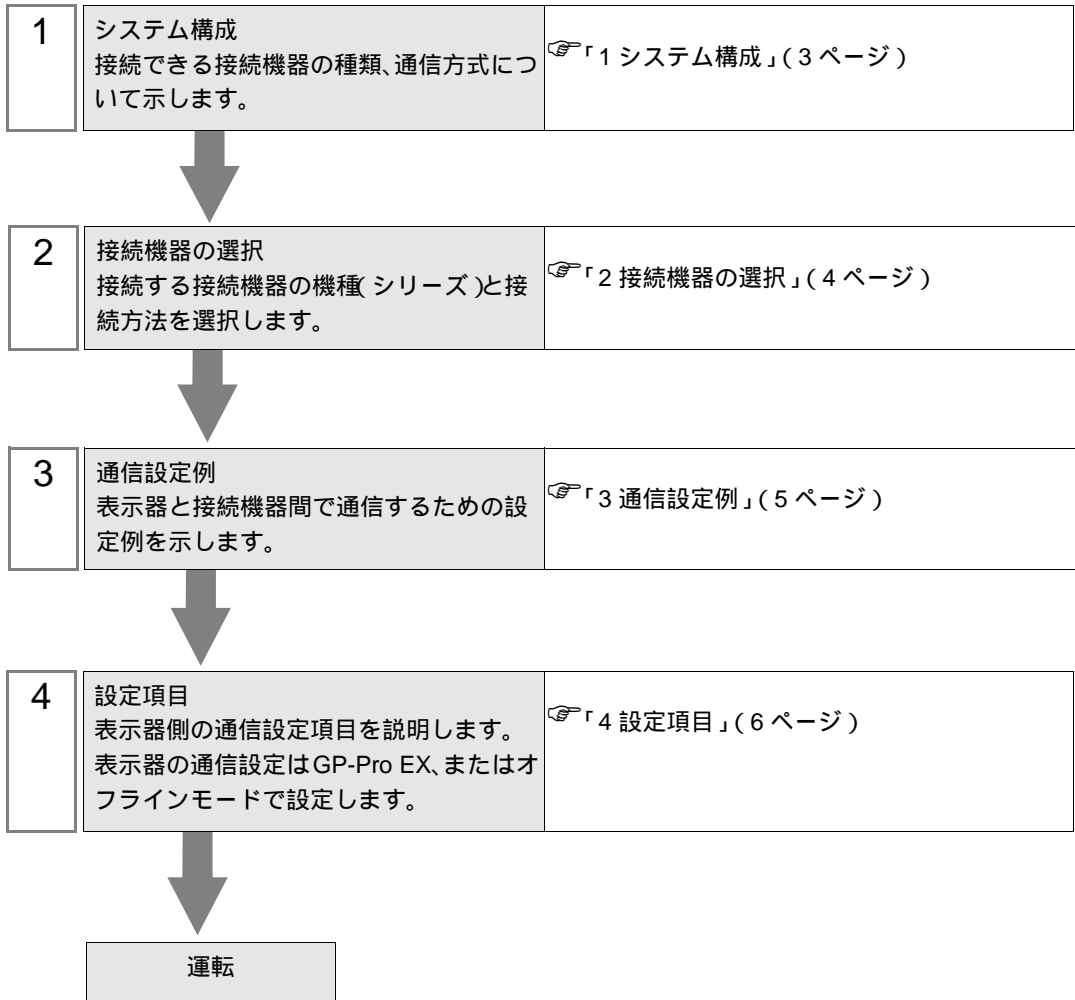 1
システム構成
接続できる接続機器の種類、通信方式につ
いて示します。
☞「1 システム構成」(3 ページ)
2
接続機器の選択
接続する接続機器の機種(シリーズ)と接
続方法を選択します。
☞「2 接続機器の選択」(4 ページ)
3
通信設定例
表示器と接続機器間で通信するための設
定例を示します。
☞「3 通信設定例」(5 ページ)
4
設定項目
表示器側の通信設定項目を説明します。
表示器の通信設定はGP-Pro EX、またはオ
フラインモードで設定します。
☞「4 設定項目」(6 ページ)
運転